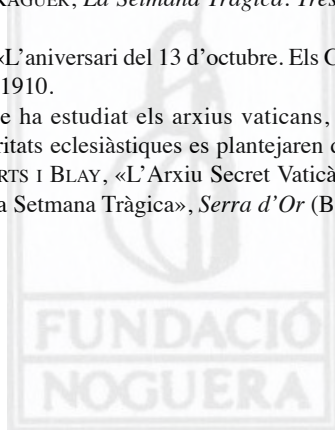 RAGUER, La Setmana Tràgica. Tres
«L’aniversari del 13 d’octubre. Els C
1910.
e ha estudiat els arxius vaticans,
ritats eclesiàstiques es plantejaren
RTS I BLAY, «L’Arxiu Secret Vaticà
a Setmana Tràgica», Serra d’Or (B
FUNDACIÓ
NOGUERA